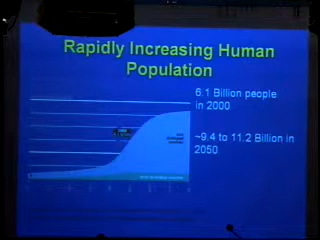 Rapidly Increasing Human
Population
6.1 Billion people
in 2000
~9.4 to 11.2 Billion in
2050